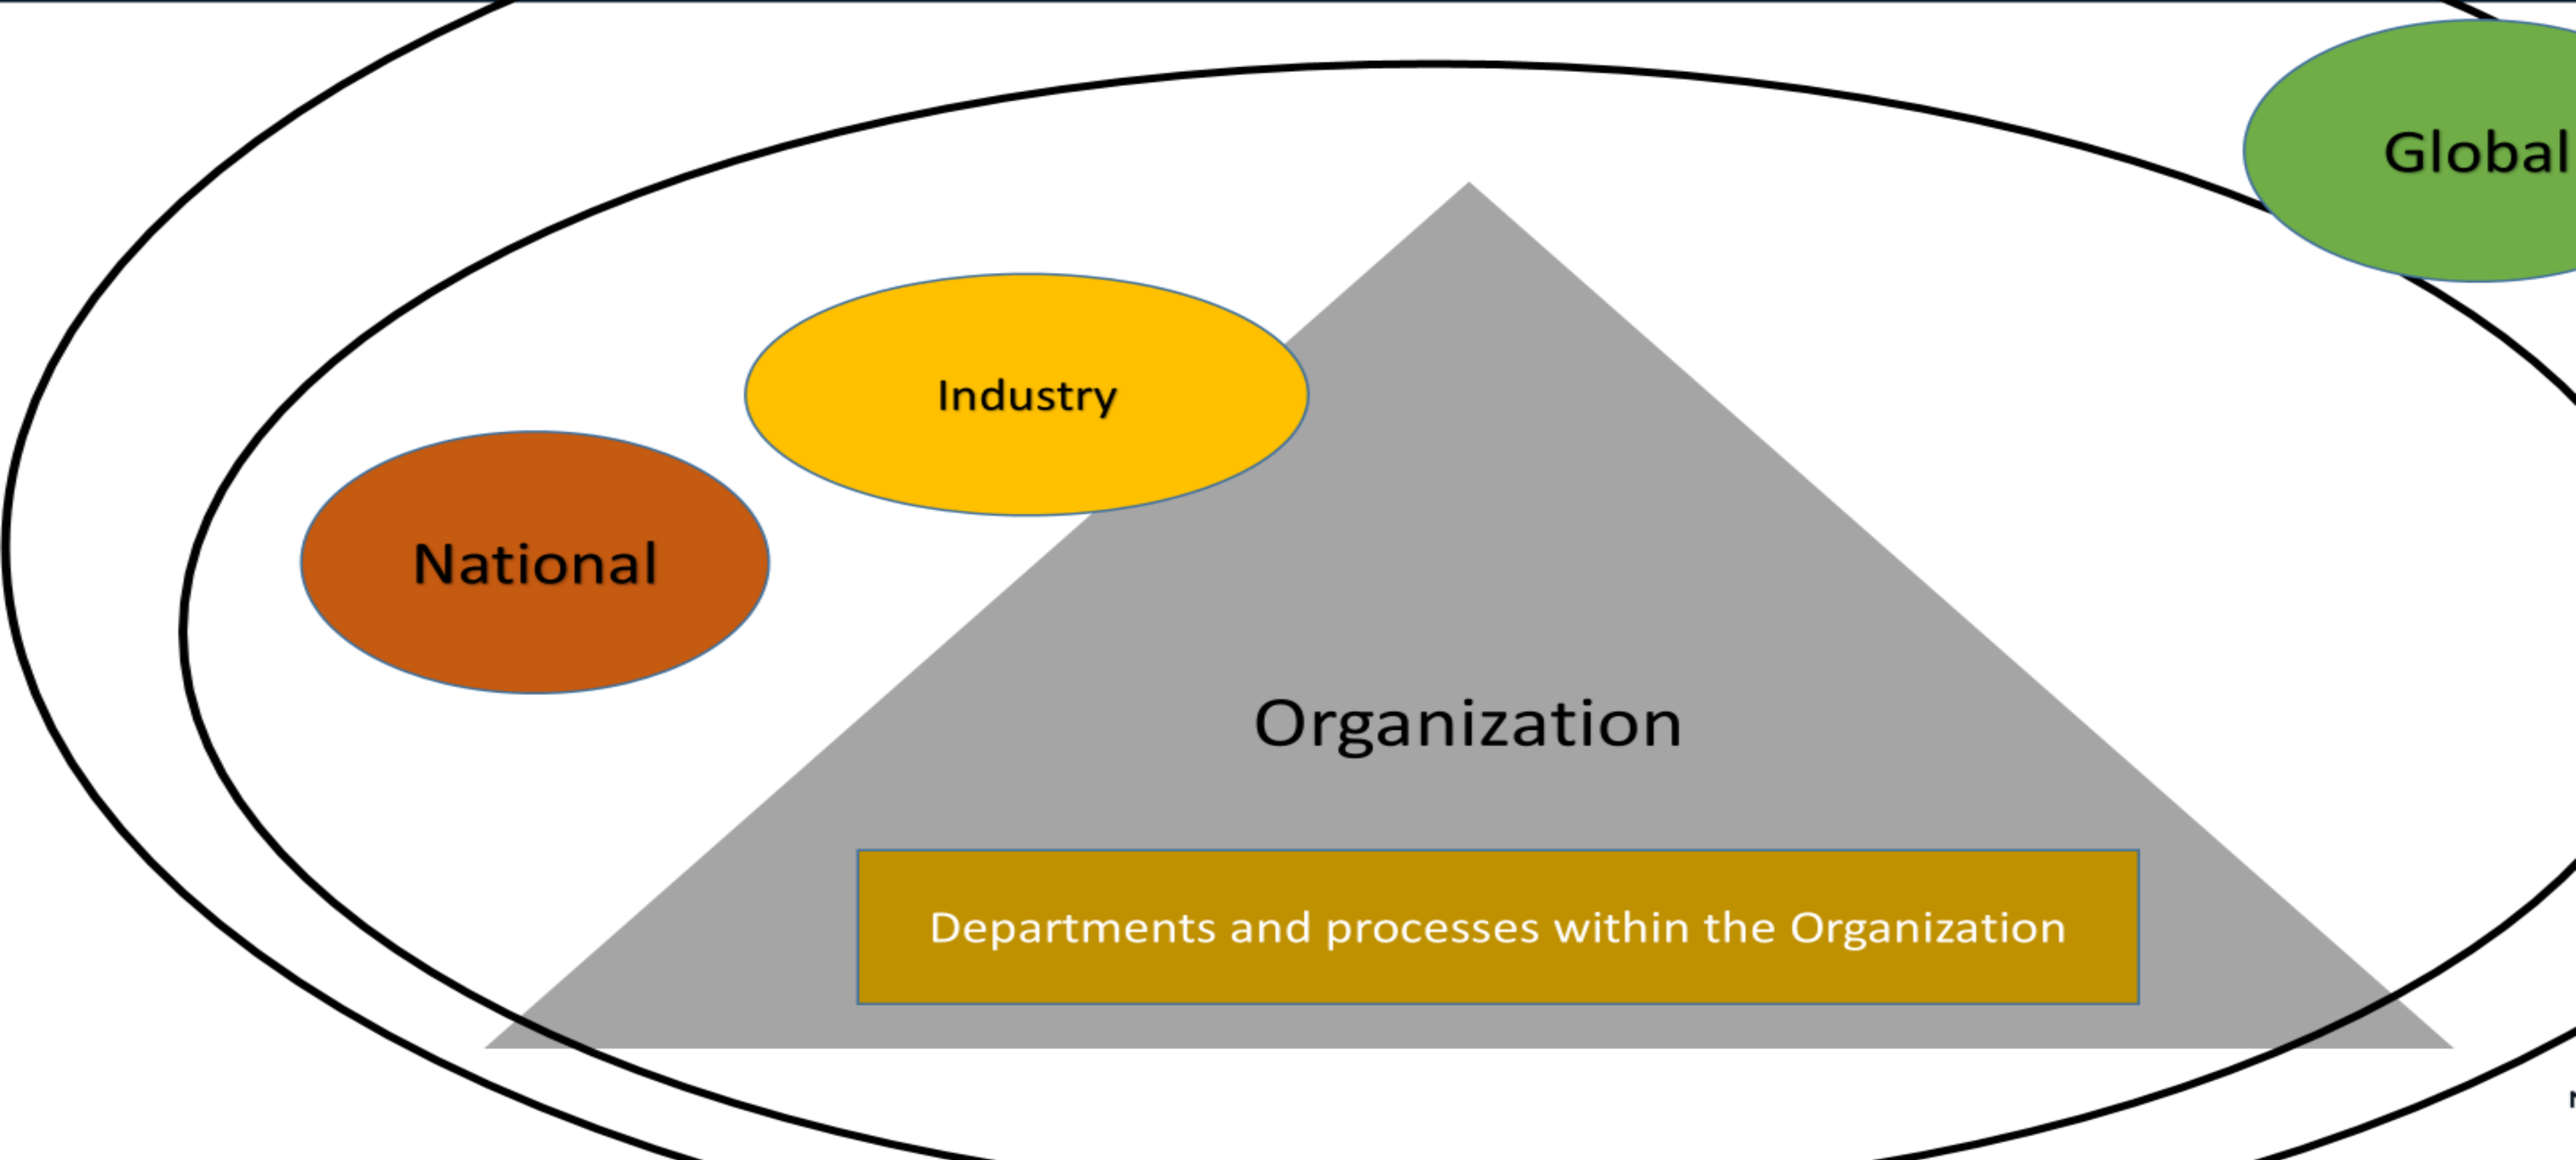 Global
Industry
National
Organization
Departments and processes within the Organization